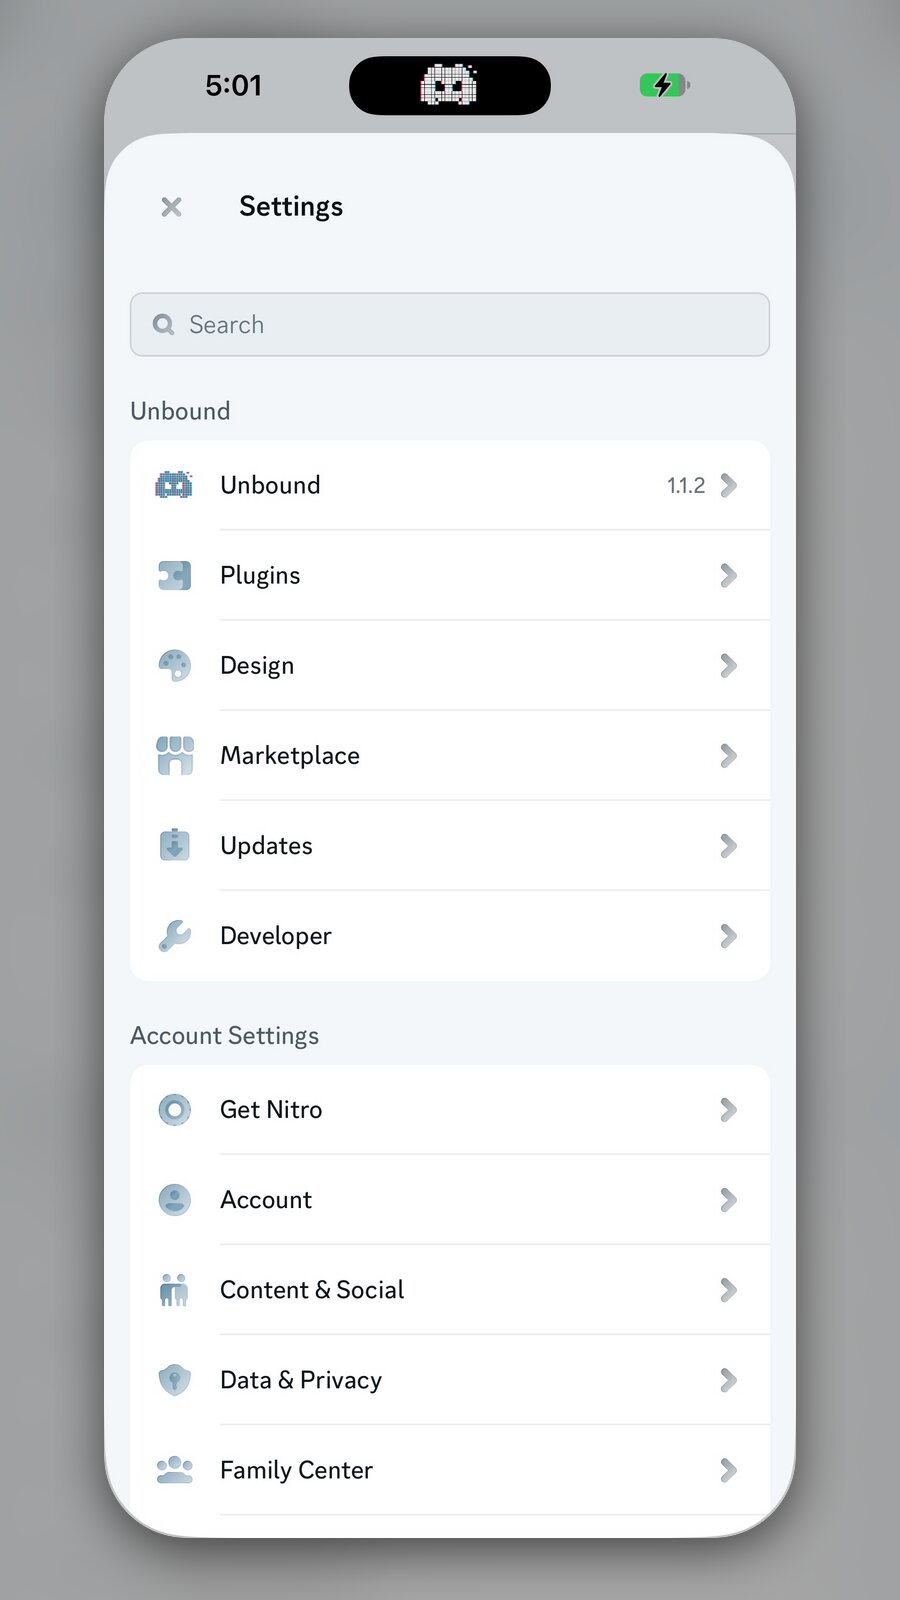 5:01
Settings
Search
Unbound
Unbound 1.1.2
Plugins
Design
Marketplace
Updates
Developer
Account Settings
Get Nitro
Account
Content & Social
Data & Privacy
Family Center